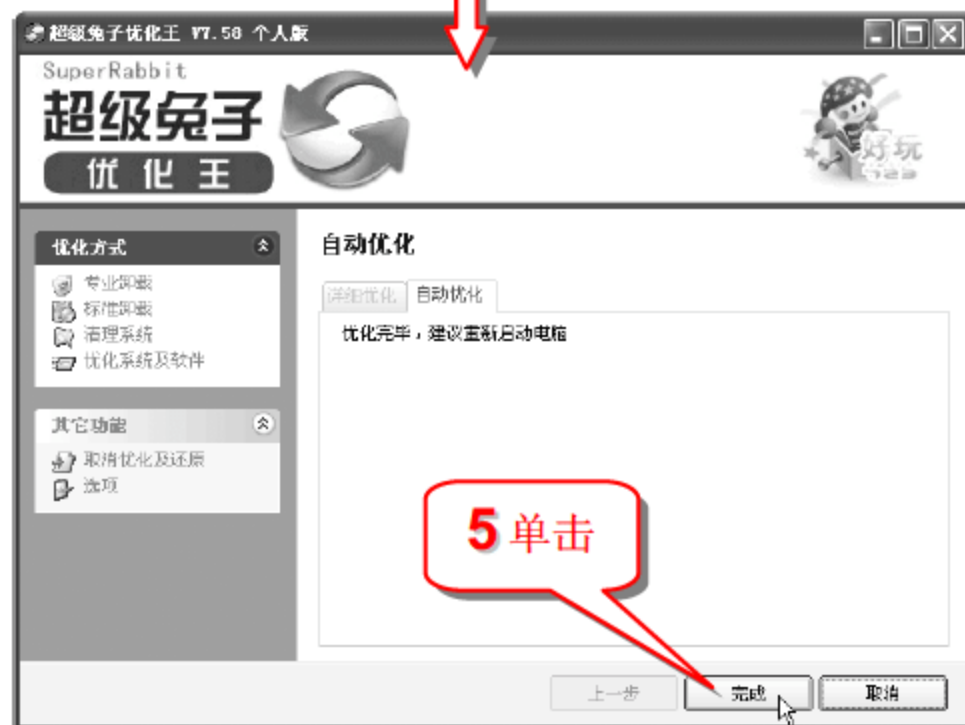 超级兔子优化王 V7.58 个人版
SuperRabbit
超级兔子
优化王
好玩
优化方式
专业卸载
标准卸载
清理系统
优化系统及软件
其它功能
取消优化及还原
选项
自动优化
详细优化 自动优化
优化完毕，建议重新启动电脑
5 单击
上一步 完成 取消